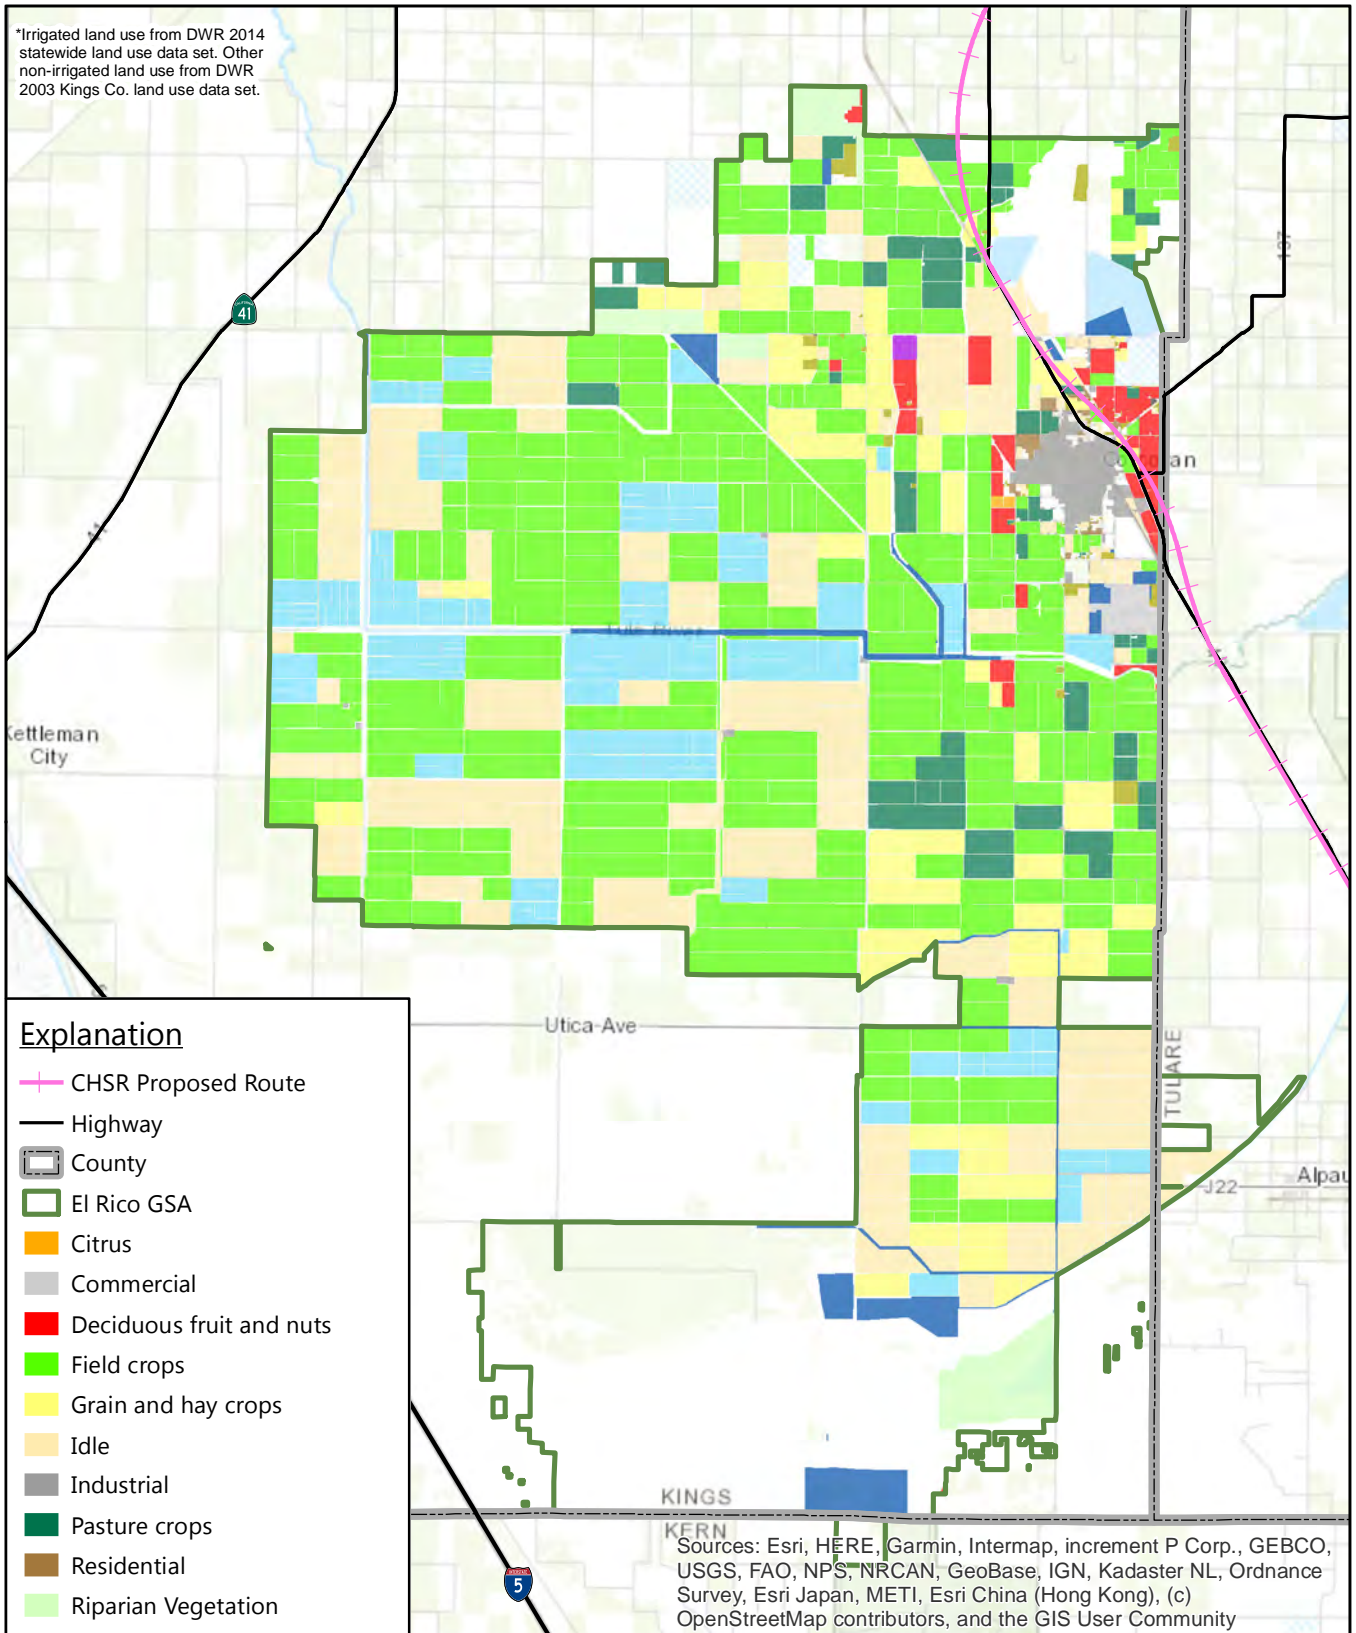 *Irrigated land use from DWR 2014
statewide land use data set. Other
non-irrigated land use from DWR
2003 Kings Co. land use data set.
CALIFORNIA
41
41
Kettleman
City
Tule River
Corcoran
Utica-Ave
TULARE
J22
Alpau
KINGS
KERN
5
Explanation
CHSR Proposed Route
Highway
County
El Rico GSA
Citrus
Commercial
Deciduous fruit and nuts
Field crops
Grain and hay crops
Idle
Industrial
Pasture crops
Residential
Riparian Vegetation
Sources: Esri, HERE, Garmin, Intermap, increment P Corp., GEBCO,
USGS, FAO, NPS, NRCAN, GeoBase, IGN, Kadaster NL, Ordnance
Survey, Esri Japan, METI, Esri China (Hong Kong), (c)
OpenStreetMap contributors, and the GIS User Community